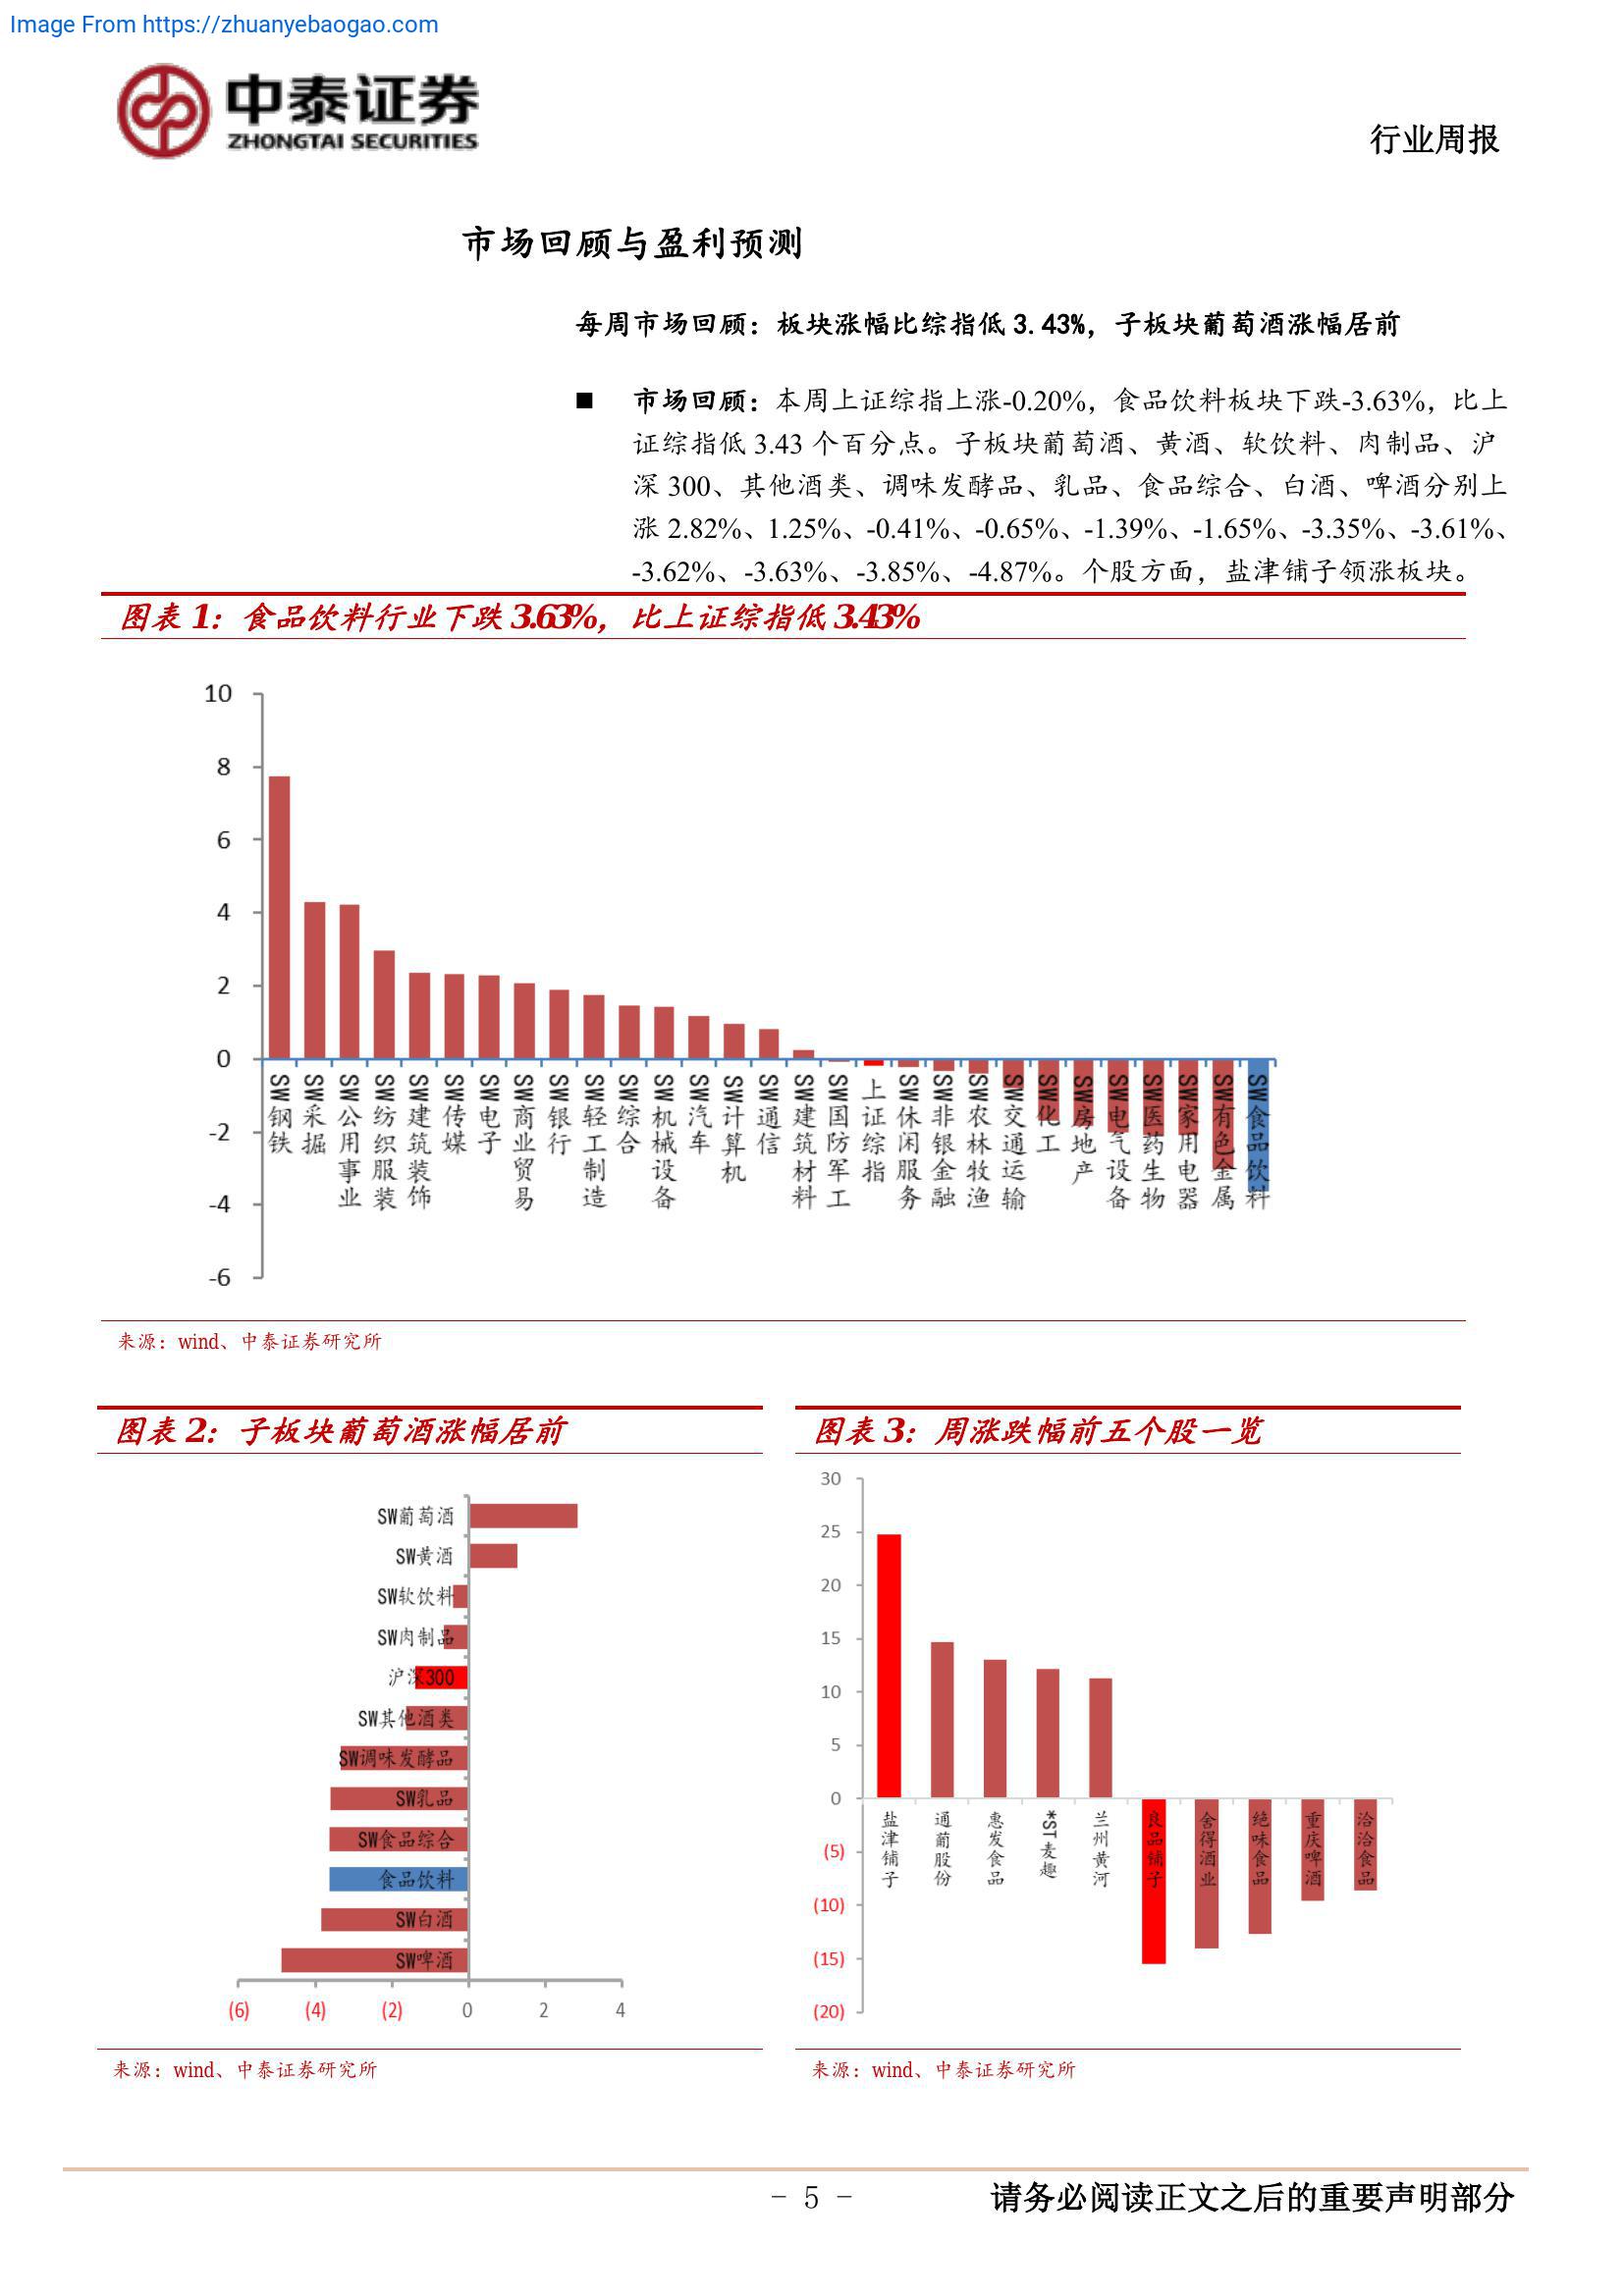 Image From https://zhuanyebaogao.com
中泰证券
ZHONGTAI SECURITIES
行业周报
市场回顾与盈利预测
每周市场回顾：板块涨幅比综指低 3.43%，子板块葡萄酒涨幅居前
■ 市场回顾：本周上证综指上涨-0.20%，食品饮料板块下跌-3.63%，比上
证综指低 3.43 个百分点。子板块葡萄酒、黄酒、软饮料、肉制品、沪
深 300、其他酒类、调味发酵品、乳品、食品综合、白酒、啤酒分别上
涨 2.82%、1.25%、-0.41%、-0.65%、-1.39%、-1.65%、-3.35%、-3.61%、
-3.62%、-3.63%、-3.85%、-4.87%。个股方面，盐津铺子领涨板块。
图表 1：食品饮料行业下跌 3.63%，比上证综指低 3.43%
10
8
6
4
2
0
-2
-4
-6
SW钢铁
SW采掘
SW公用事业
SW纺织服装
SW建筑装饰
SW传媒
SW电子
SW商业贸易
SW银行
SW轻工制造
SW综合
SW机械设备
SW汽车
SW计算机
SW通信
SW建筑材料
SW国防军工
上证综指
SW休闲服务
SW非银金融
SW农林牧渔
SW交通运输
SW化工
SW房地产
SW电气设备
SW医药生物
SW家用电器
SW有色金属
SW食品饮料
来源：wind、中泰证券研究所
图表 2：子板块葡萄酒涨幅居前
SW葡萄酒
SW黄酒
SW软饮料
SW肉制品
沪深300
SW其他酒类
SW调味发酵品
SW乳品
SW食品综合
食品饮料
SW白酒
SW啤酒
(6) (4) (2) 0 2 4
来源：wind、中泰证券研究所
图表 3：周涨跌幅前五个股一览
30
25
20
15
10
5
0
(5)
(10)
(15)
(20)
盐津铺子
通葡股份
惠发食品
*ST麦趣
兰州黄河
良品铺子
舍得酒业
绝味食品
重庆啤酒
洽洽食品
来源：wind、中泰证券研究所
- 5 -
请务必阅读正文之后的重要声明部分